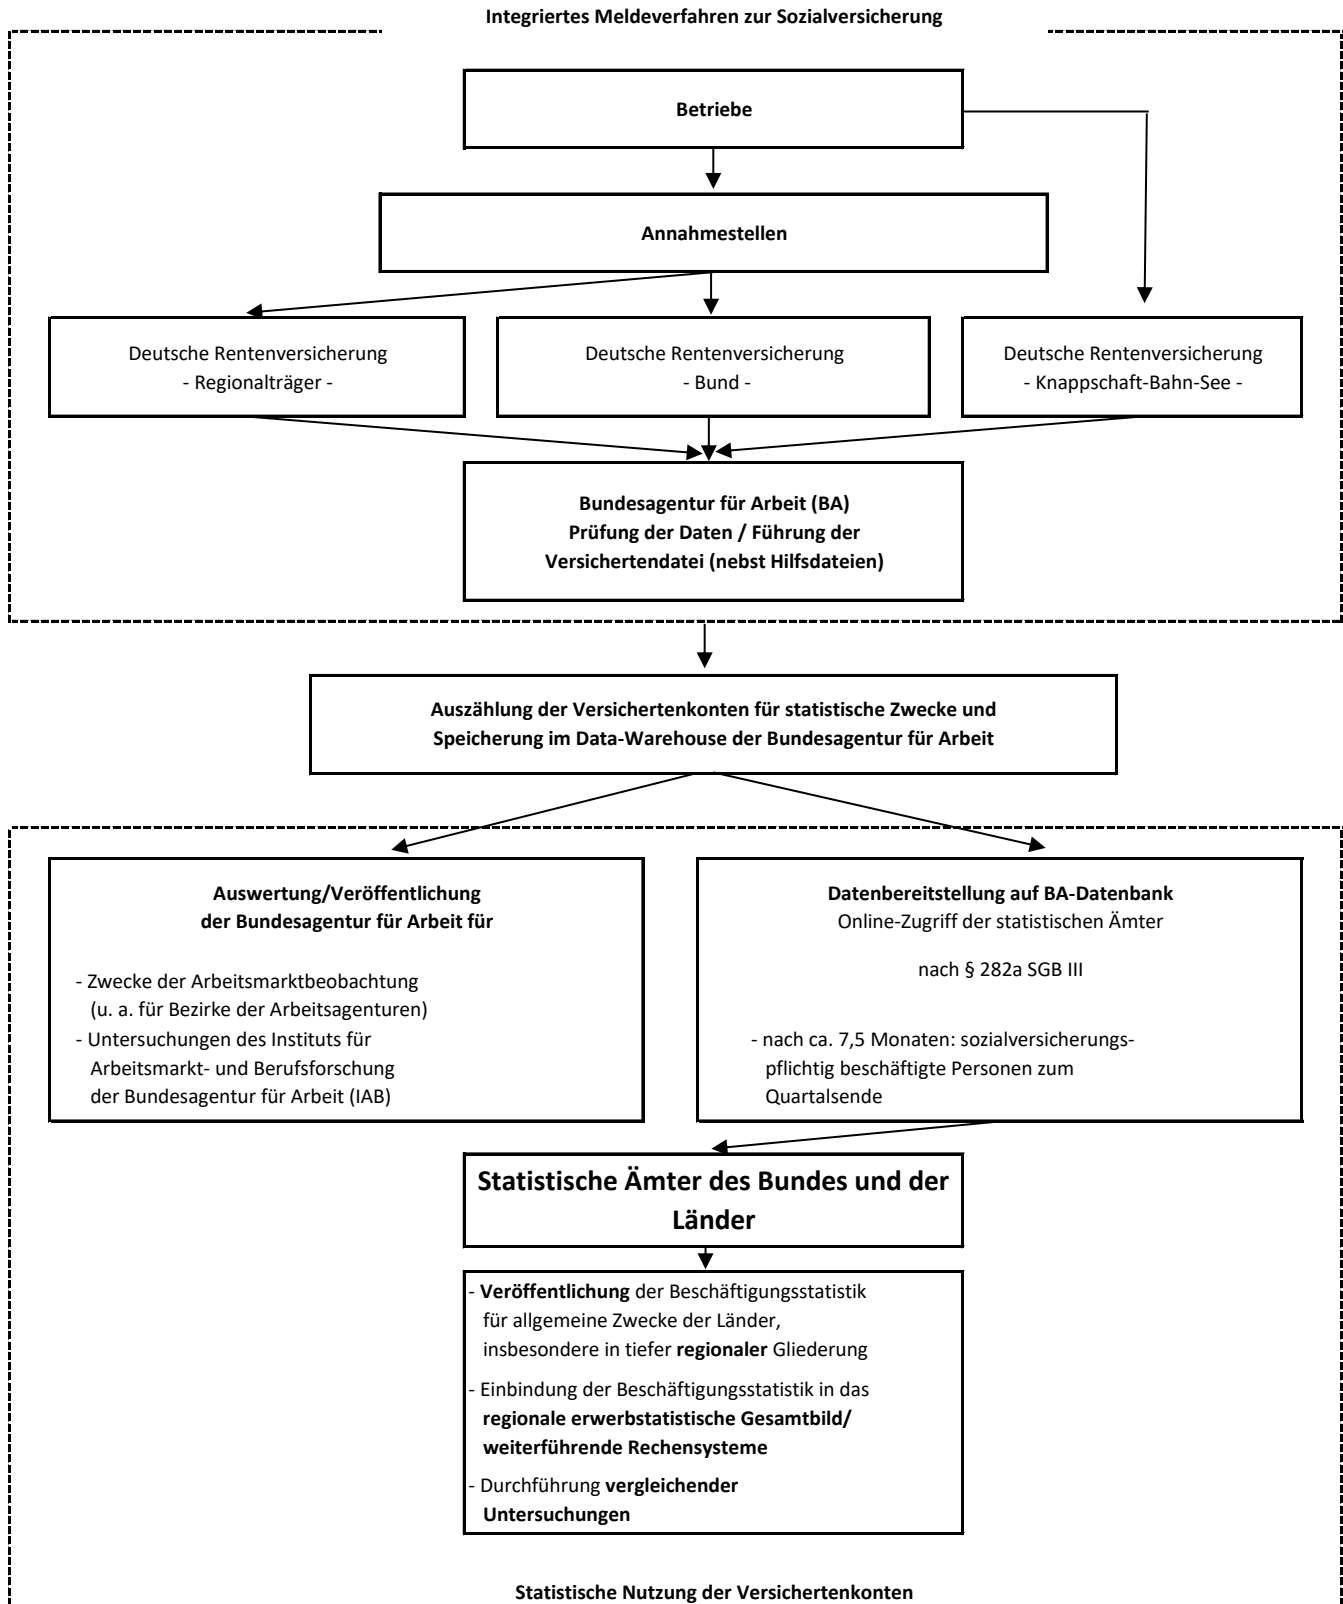 Integriertes Meldeverfahren zur Sozialversicherung
Betriebe
Annahmestellen
Deutsche Rentenversicherung
- Regionalträger -
Deutsche Rentenversicherung
- Bund -
Deutsche Rentenversicherung
- Knappschaft-Bahn-See -
Bundesagentur für Arbeit (BA)
Prüfung der Daten / Führung der
Versichertendatei (nebst Hilfsdateien)
Auszählung der Versichertenkonten für statistische Zwecke und
Speicherung im Data-Warehouse der Bundesagentur für Arbeit
Auswertung/Veröffentlichung
der Bundesagentur für Arbeit für
- Zwecke der Arbeitsmarktbeobachtung
(u. a. für Bezirke der Arbeitsagenturen)
- Untersuchungen des Instituts für
Arbeitsmarkt- und Berufsforschung
der Bundesagentur für Arbeit (IAB)
Datenbereitstellung auf BA-Datenbank
Online-Zugriff der statistischen Ämter
nach § 282a SGB III
- nach ca. 7,5 Monaten: sozialversicherungs-
pflichtig beschäftigte Personen zum
Quartalsende
Statistische Ämter des Bundes und der
Länder
- Veröffentlichung der Beschäftigungsstatistik
für allgemeine Zwecke der Länder,
insbesondere in tiefer regionaler Gliederung
- Einbindung der Beschäftigungsstatistik in das
regionale erwerbstatistische Gesamtbild/
weiterführende Rechensysteme
- Durchführung vergleichender
Untersuchungen
Statistische Nutzung der Versichertenkonten